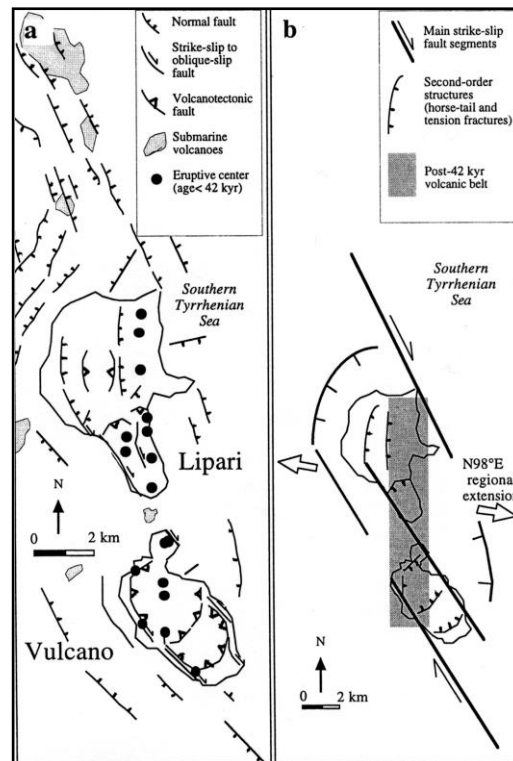 a
Normal fault
Strike-slip to
oblique-slip
fault
Volcanotectonic
fault
Submarine
volcanoes
Eruptive center
(age< 42 kyr)
Southern
Tyrrhenian
Sea
Lipari
N
0 2 km
Vulcano
b
Main strike-slip
fault segments
Second-order
structures
(horse-tail and
tension fractures)
Post-42 kyr
volcanic belt
Southern
Tyrrhenian Sea
N98°E
regional
extension
N
0 2 km